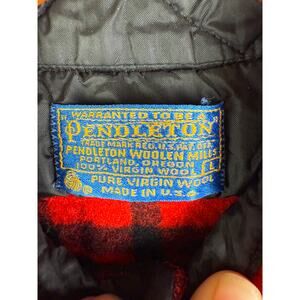 WARRANTED TO BE A
"PENDLETON"
TRADE MARK REG. U.S. PAT. OFF.
PENDLETON WOOLEN MILLS
PORTLAND, OREGON
100% VIRGIN WOOL L
PURE VIRGIN WOOL
MADE IN U.S.A.